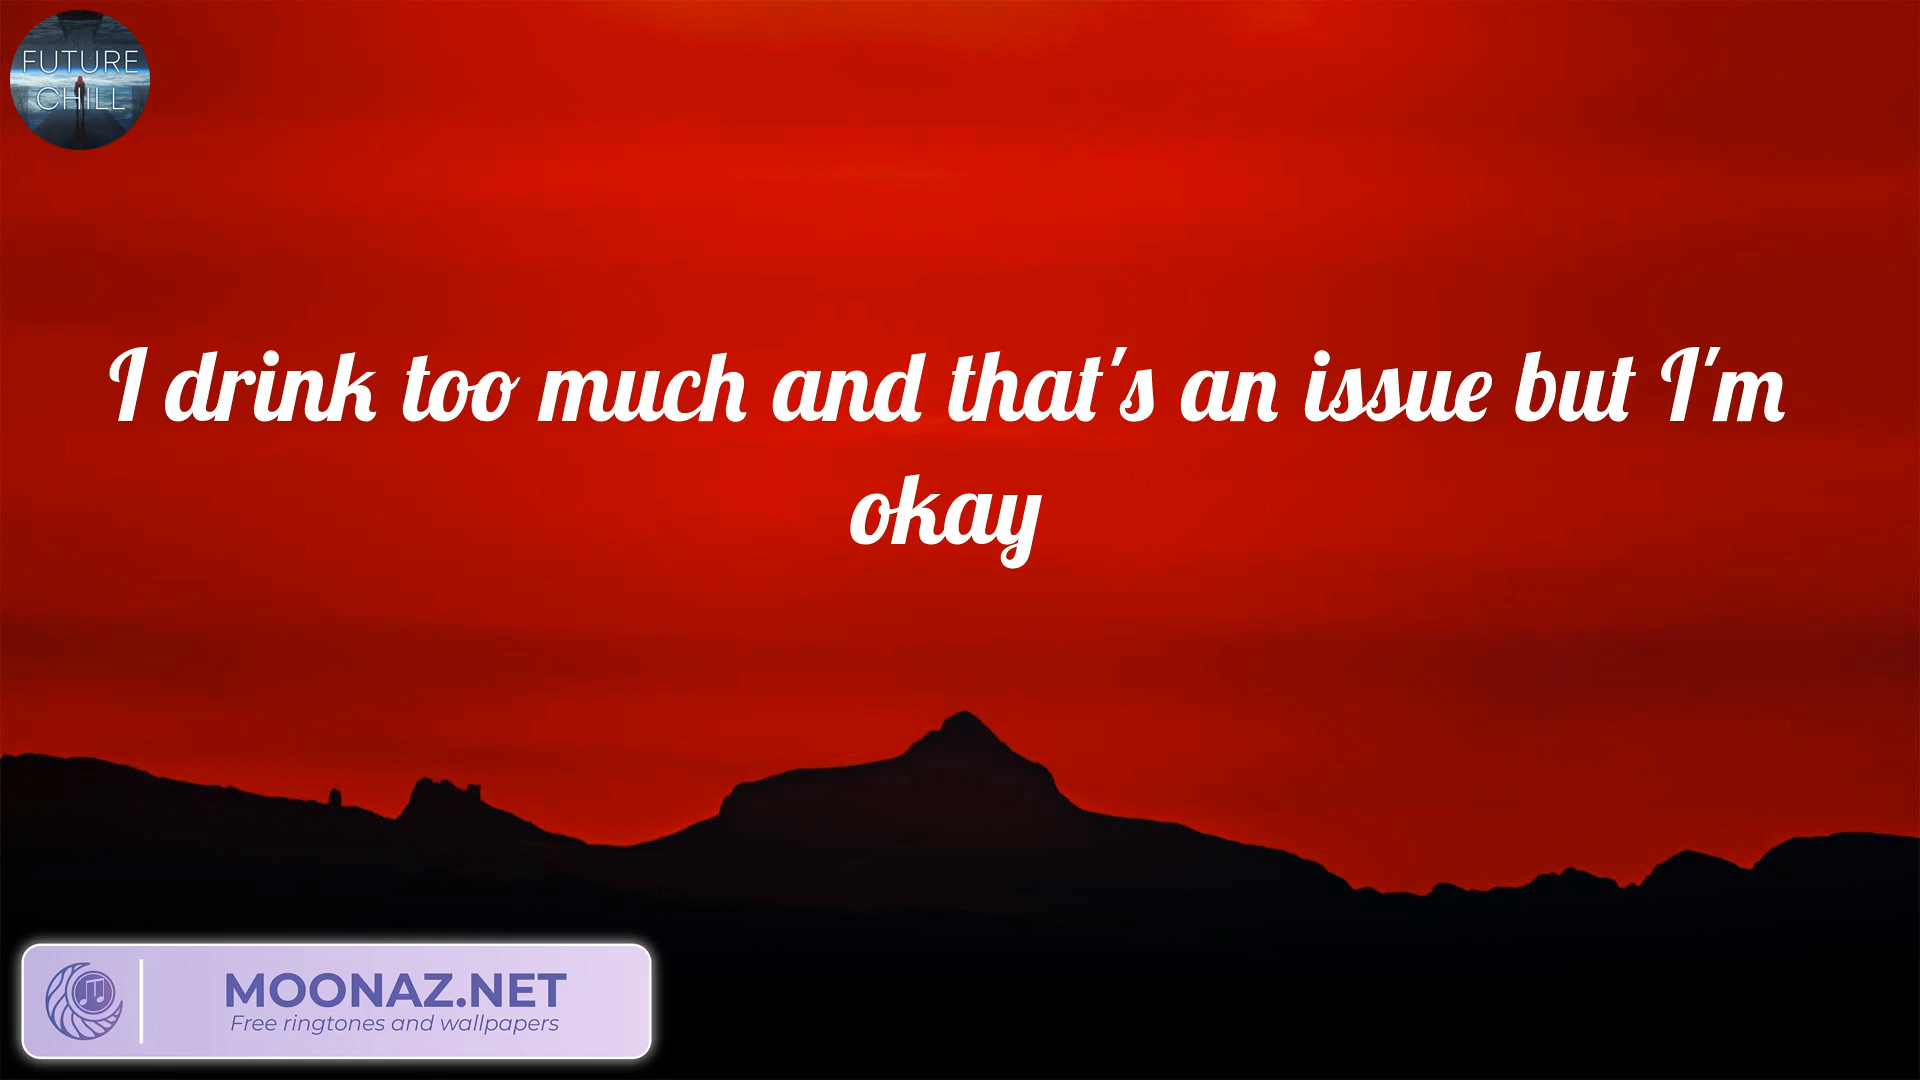 FUTURE
CHILL
I drink too much and that's an issue but I'm
okay
MOONAZ.NET
Free ringtones and wallpapers